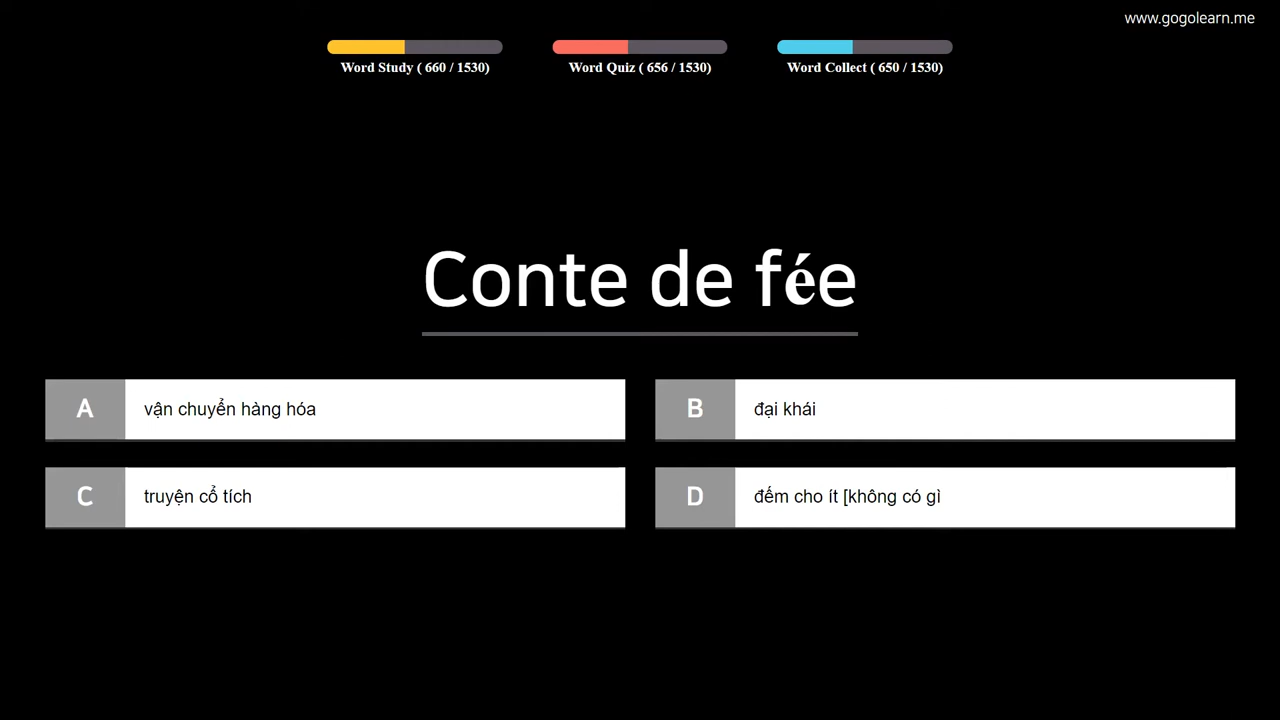 www.gogolearn.me
Word Study ( 660 / 1530)
Word Quiz ( 656 / 1530)
Word Collect ( 650 / 1530)
Conte de fée
A vận chuyển hàng hóa
B đại khái
C truyện cổ tích
D đếm cho ít [không có gì